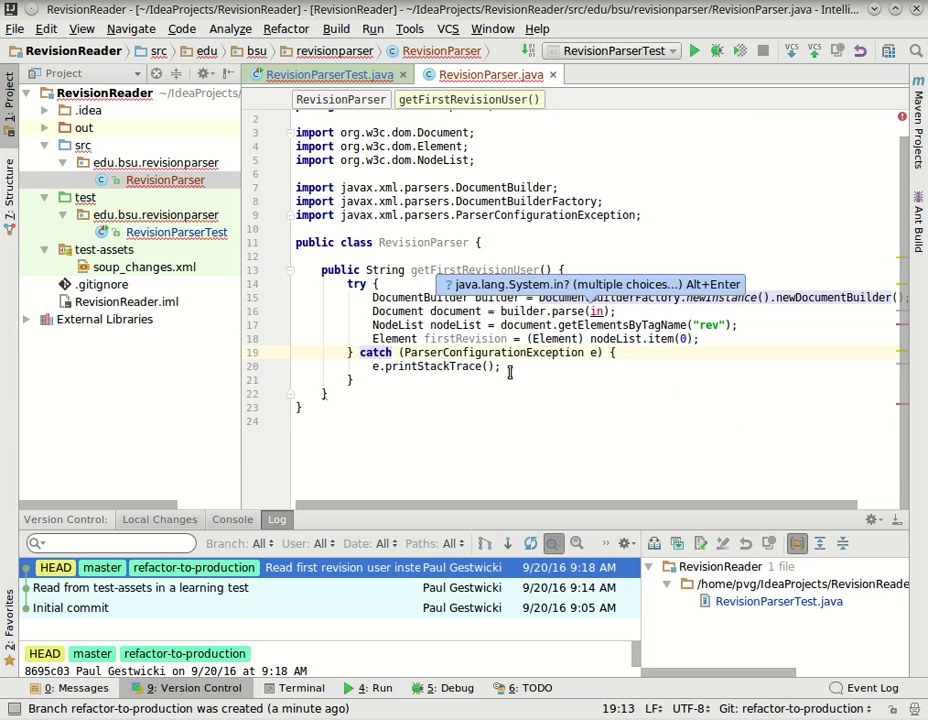 RevisionReader - [~/IdeaProjects/RevisionReader] - [RevisionReader] - ~/IdeaProjects/RevisionReader/src/edu/bsu/revisionparser/RevisionParser.java - Intelli...
File Edit View Navigate Code Analyze Refactor Build Run Tools VCS Window Help
RevisionReader src edu bsu revisionparser RevisionParser RevisionParserTest VCS VCS
Project RevisionParserTest.java RevisionParser.java
1: Project
7: Structure
2: Favorites
RevisionReader ~/IdeaProjects/
.idea
out
src
edu.bsu.revisionparser
RevisionParser
test
edu.bsu.revisionparser
RevisionParserTest
test-assets
soup_changes.xml
.gitignore
RevisionReader.iml
External Libraries
RevisionParser getFirstRevisionUser()
2
3 import org.w3c.dom.Document;
4 import org.w3c.dom.Element;
5 import org.w3c.dom.NodeList;
6
7 import javax.xml.parsers.DocumentBuilder;
8 import javax.xml.parsers.DocumentBuilderFactory;
9 import javax.xml.parsers.ParserConfigurationException;
10
11 public class RevisionParser {
12
13 public String getFirstRevisionUser() {
14 try {
? java.lang.System.in? (multiple choices...) Alt+Enter
15 DocumentBuilder builder = DocumentBuilderFactory.newInstance().newDocumentBuilder();
16 Document document = builder.parse(in);
17 NodeList nodeList = document.getElementsByTagName("rev");
18 Element firstRevision = (Element) nodeList.item(0);
19 } catch (ParserConfigurationException e) {
20 e.printStackTrace();
21 }
22 }
23 }
24
Maven Projects
Ant Build
Version Control: Local Changes Console Log
Branch: All User: All Date: All Paths: All
HEAD master refactor-to-production Read first revision user inste Paul Gestwicki 9/20/16 9:18 AM
Read from test-assets in a learning test Paul Gestwicki 9/20/16 9:14 AM
Initial commit Paul Gestwicki 9/20/16 9:05 AM
HEAD master refactor-to-production
8695c03 Paul Gestwicki on 9/20/16 at 9:18 AM
RevisionReader 1 file
/home/pvg/IdeaProjects/RevisionReade
RevisionParserTest.java
0: Messages 9: Version Control Terminal 4: Run 5: Debug 6: TODO Event Log
Branch refactor-to-production was created (a minute ago) 19:13 LF UTF-8 Git: refactor-to-production